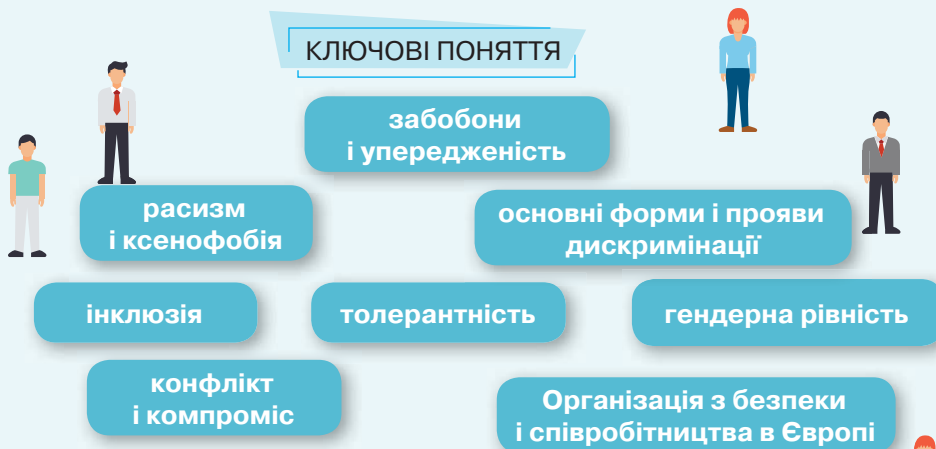 КЛЮЧОВІ ПОНЯТТЯ
забобони
і упередженість
расизм
і ксенофобія
основні форми і прояви
дискримінації
інклюзія
толерантність
гендерна рівність
конфлікт
і компроміс
Організація з безпеки
і співробітництва в Європі